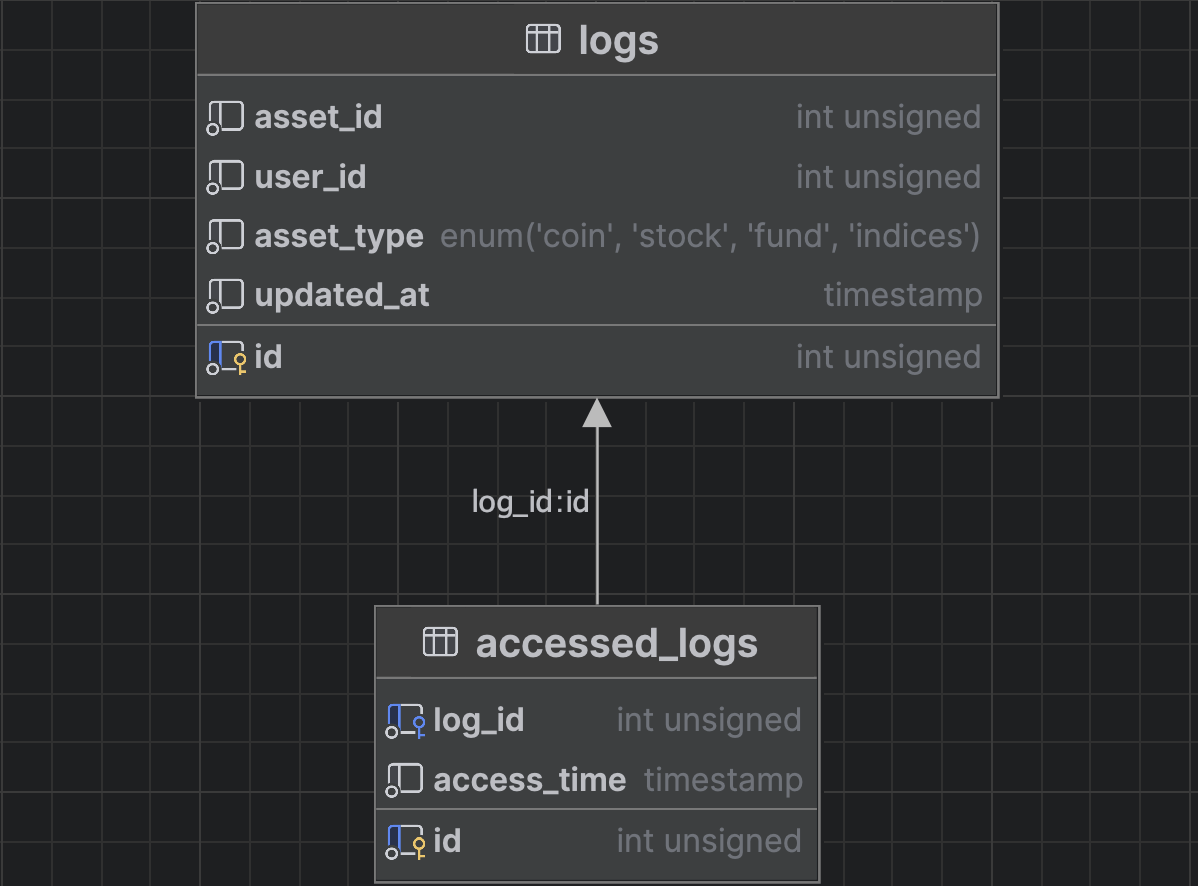 logs
asset_id int unsigned
user_id int unsigned
asset_type enum('coin', 'stock', 'fund', 'indices')
updated_at timestamp
id int unsigned
log_id:id
accessed_logs
log_id int unsigned
access_time timestamp
id int unsigned